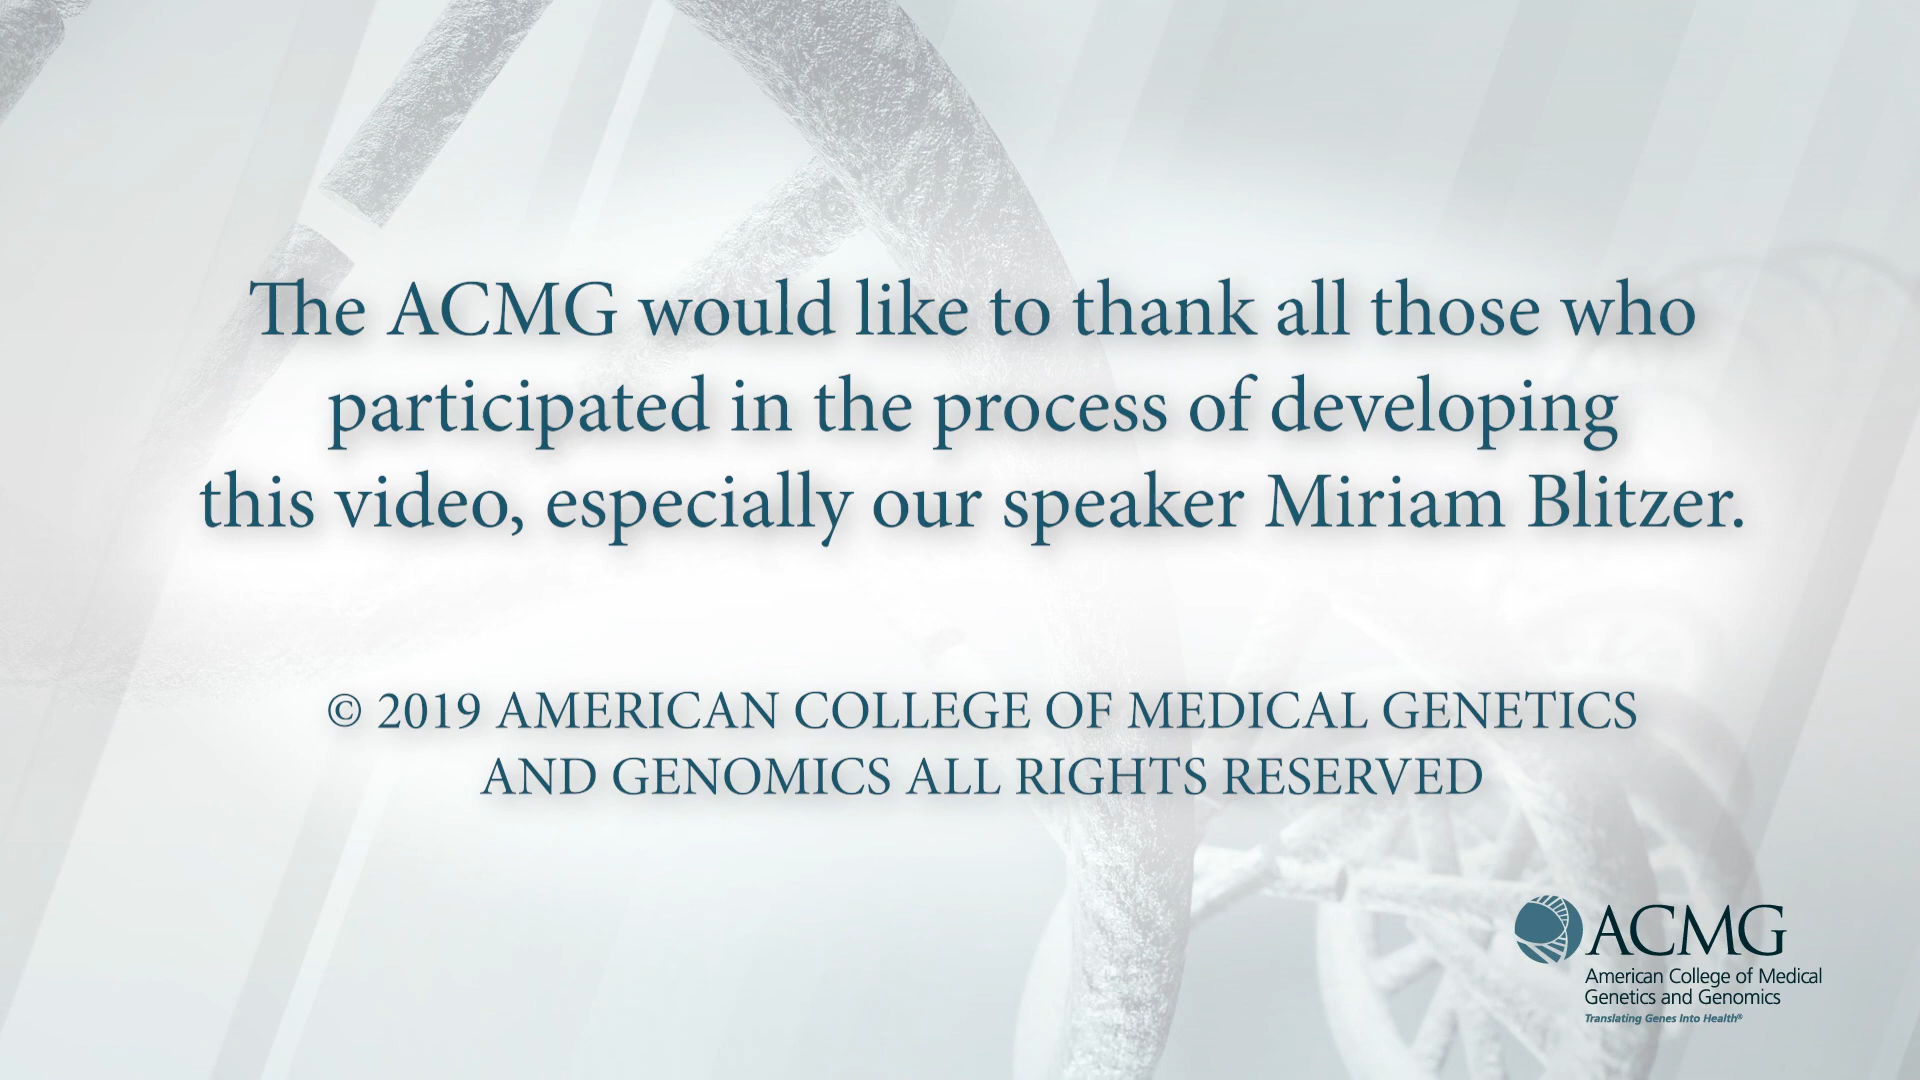 The ACMG would like to thank all those who
participated in the process of developing
this video, especially our speaker Miriam Blitzer.
© 2019 AMERICAN COLLEGE OF MEDICAL GENETICS
AND GENOMICS ALL RIGHTS RESERVED
ACMG
American College of Medical
Genetics and Genomics
Translating Genes Into Health®